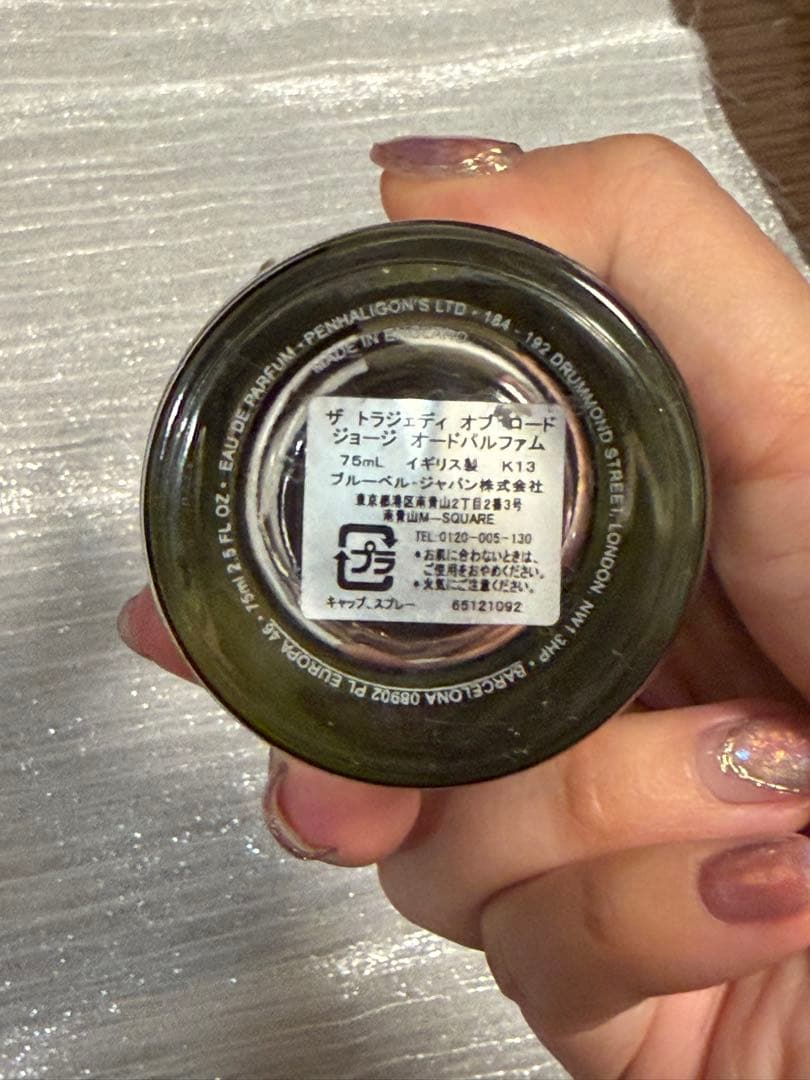 EAU DE PARFUM - PENHALIGON'S LTD - 184 - 192 DRUMMOND STREET, LONDON, NW1 3HP • BARCELONA 08902 PL EUROPA 46 • 75ml 2.5 FL OZ •
MADE IN ENGLAND
ザ トラジェディ オブ ロード
ジョージ オードパルファム
75mL イギリス製 K13
ブルーベル・ジャパン株式会社
東京都港区南青山2丁目2番3号
南青山M—SQUARE
TEL:0120-005-130
プラ
*お肌に合わないときは、
ご使用をおやめください。
*火気にご注意ください。
キャップ、スプレー 65121092